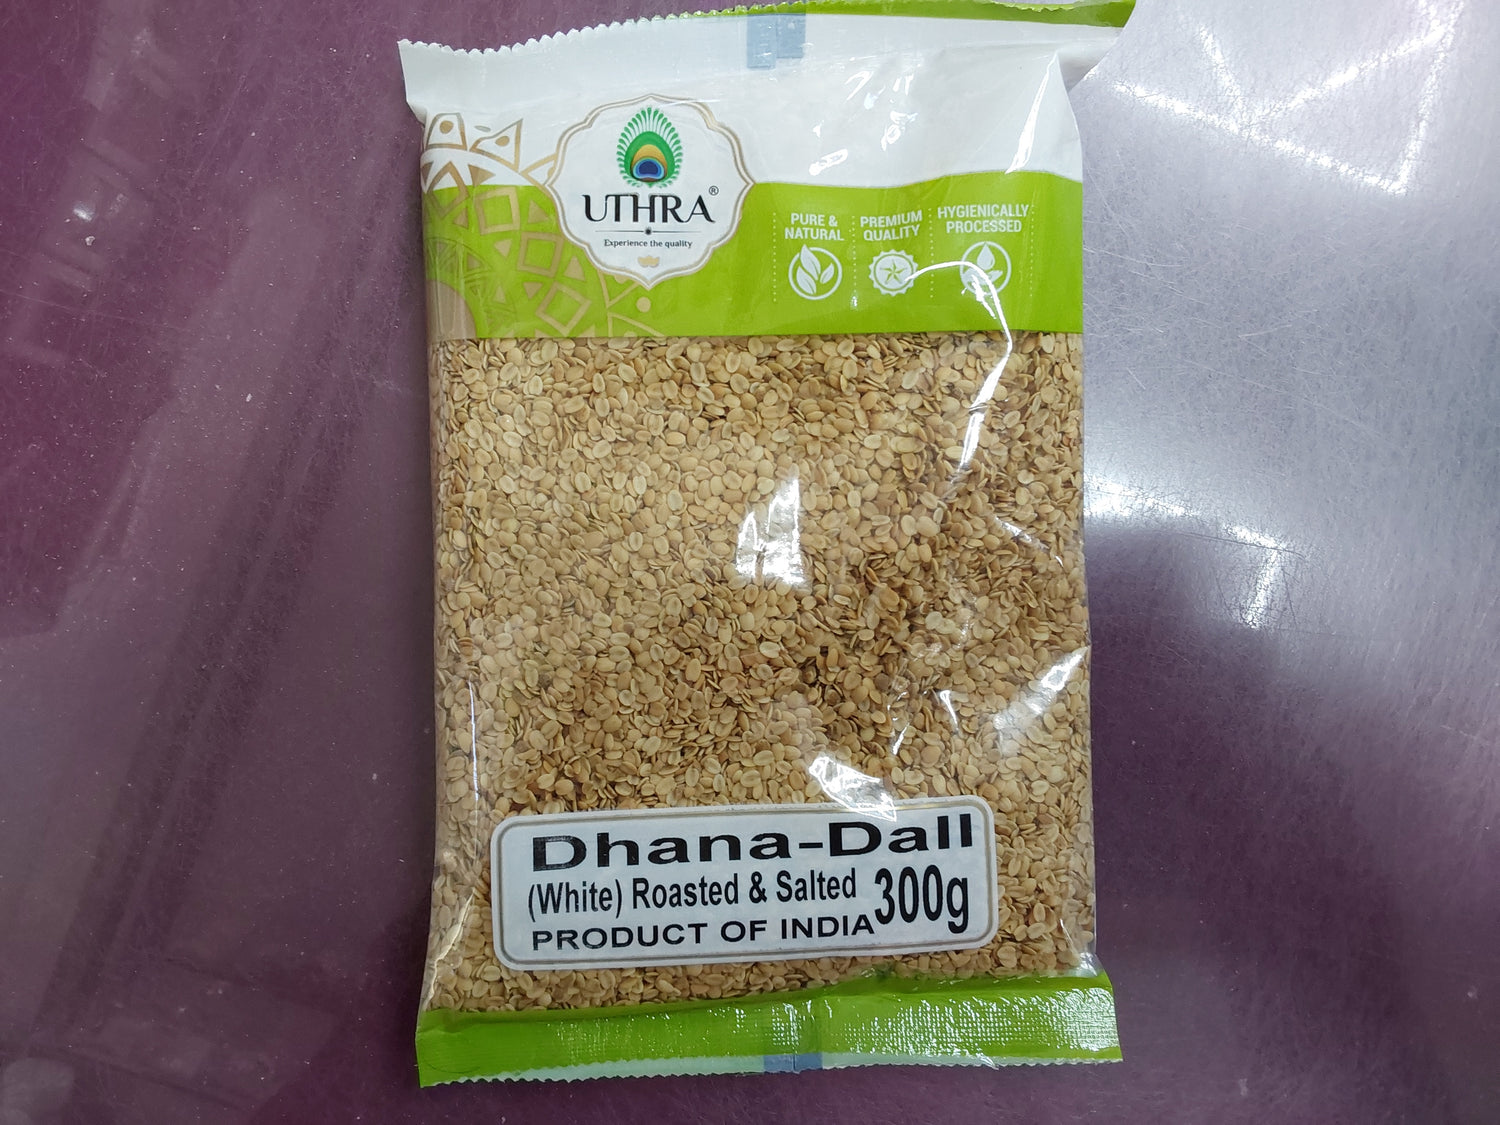 UTHRA®
Experience the quality
PURE &
NATURAL
PREMIUM
QUALITY
HYGIENICALLY
PROCESSED
Dhana-Dall
(White) Roasted & Salted
300g
PRODUCT OF INDIA